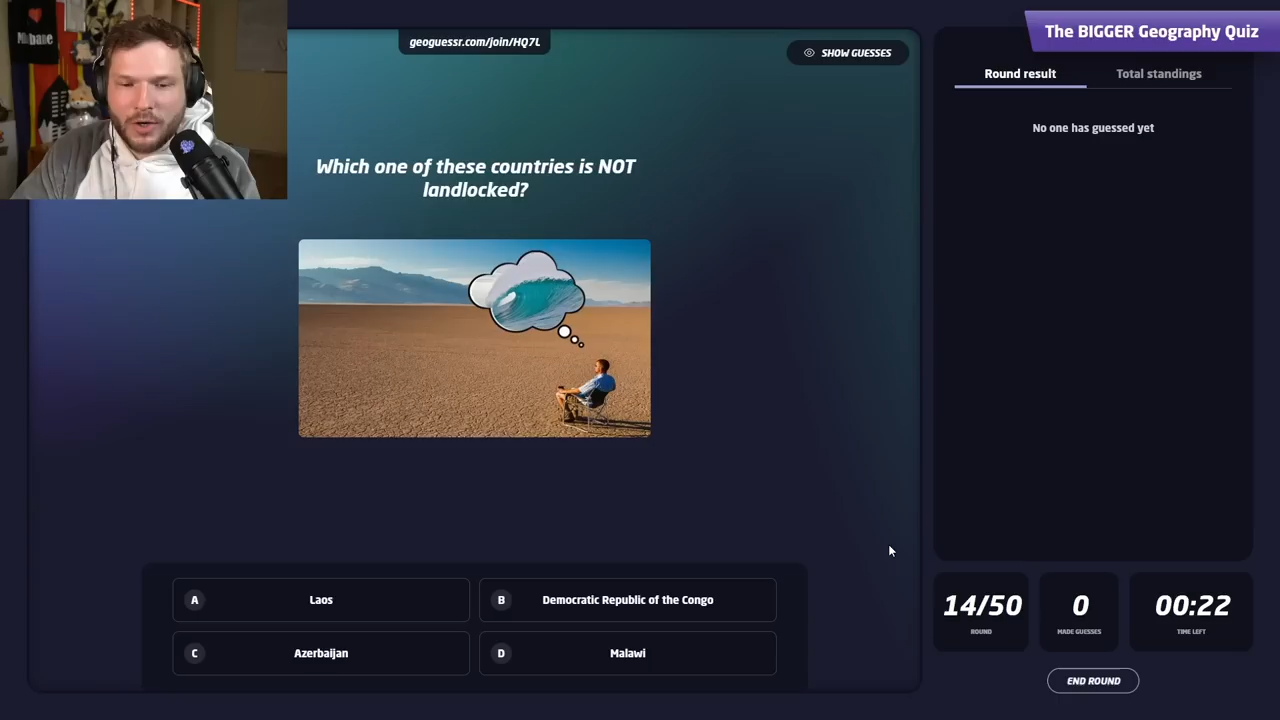 The BIGGER Geography Quiz
geoguessr.com/join/HQ7L
SHOW GUESSES
Round result
Total standings
No one has guessed yet
Which one of these countries is NOT
landlocked?
A Laos
B Democratic Republic of the Congo
C Azerbaijan
D Malawi
14/50
ROUND
0
MADE GUESSES
00:22
TIME LEFT
END ROUND